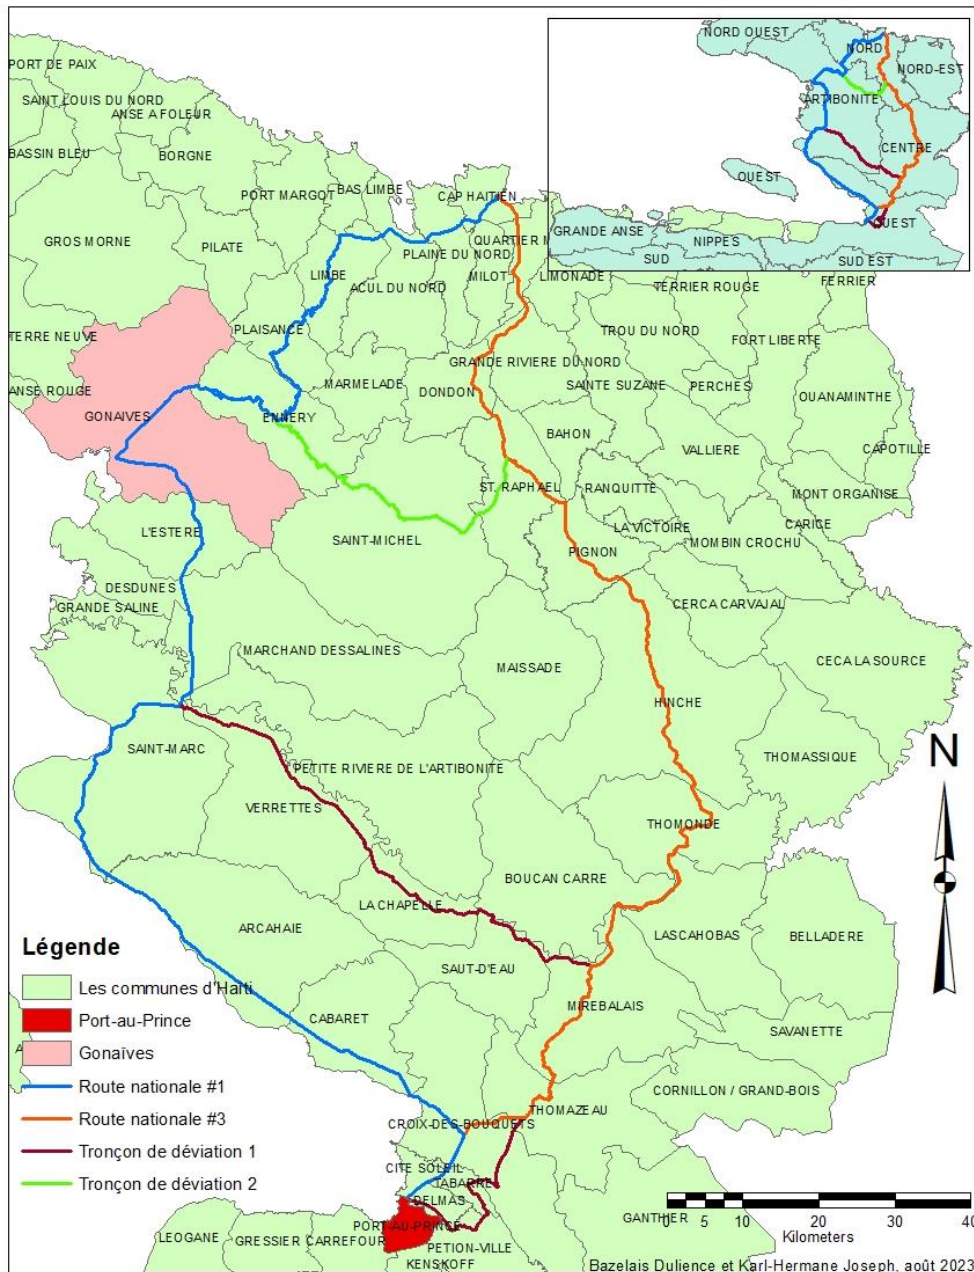 PORT DE PAIX
SAINT LOUIS DU NORD
ANSE A FOLEUR
BASSIN BLEU
BORGNE
PORT MARGOT
BAS LIMBE
CAP HAITIEN
GROS MORNE
PILATE
LIMBE
PLAINE DU NORD
QUARTIER M
ACUL DU NORD
MILOT
LIMONADE
TERRIER ROUGE
FERRIER
TERRE NEUVE
PLAISANCE
TROU DU NORD
FORT LIBERTE
ANSE ROUGE
MARMELADE
DONDON
GRANDE RIVIERE DU NORD
SAINTE SUZANE
PERCHES
OUANAMINTHE
GONAIVES
ENNERY
BAHON
VALLIERE
CAPOTILLE
ST. RAPHAEL
RANQUITTE
MONT ORGANISE
L'ESTERE
SAINT-MICHEL
LA VICTOIRE
CARICE
MOMBIN CROCHU
PIGNON
DESDUNES
GRANDE SALINE
CERCA CARVAJAL
MARCHAND DESSALINES
MAISSADE
CECA LA SOURCE
HINCHE
SAINT-MARC
THOMASSIQUE
PETITE RIVIERE DE L'ARTIBONITE
VERRETTES
THOMONDE
BOUCAN CARRE
LA CHAPELLE
ARCAHAIE
LASCAHOBAS
BELLADERE
SAUT-D'EAU
MIREBALAIS
CABARET
SAVANETTE
CORNILLON / GRAND-BOIS
THOMAZEAU
CROIX-DES-BOUQUETS
CITE SOLEIL
TABARRE
DELMAS
PORT-AU-PRINCE
GANTHIER
LEOGANE
GRESSIER
CARREFOUR
PETION-VILLE
KENSKOFF
NORD OUEST
NORD
NORD-EST
ARTIBONITE
CENTRE
OUEST
OUEST
GRANDE ANSE
NIPPES
SUD
SUD EST
N
Légende
Les communes d'Haiti
Port-au-Prince
Gonaïves
Route nationale #1
Route nationale #3
Tronçon de déviation 1
Tronçon de déviation 2
0 5 10 20 30 40
Kilometers
Bazelais Dulience et Karl-Hermane Joseph, août 2023